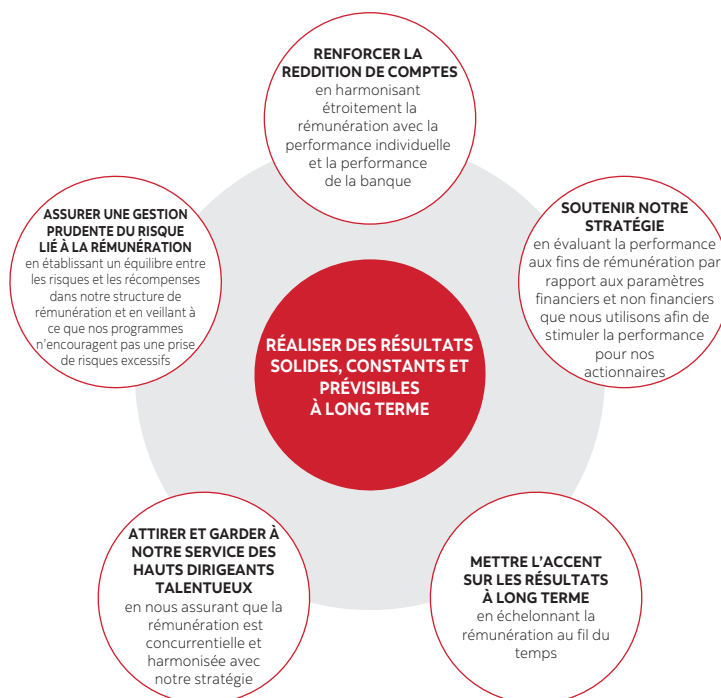 RENFORCER LA
REDDITION DE COMPTES
en harmonisant
étroitement la
rémunération avec la
performance individuelle
et la performance
de la banque
SOUTENIR NOTRE
STRATÉGIE
en évaluant la performance
aux fins de rémunération par
rapport aux paramètres
financiers et non financiers
que nous utilisons afin de
stimuler la performance
pour nos
actionnaires
METTRE L’ACCENT
SUR LES RÉSULTATS
À LONG TERME
en échelonnant la
rémunération au fil du
temps
ATTIRER ET GARDER À
NOTRE SERVICE DES
HAUTS DIRIGEANTS
TALENTUEUX
en nous assurant que la
rémunération est
concurrentielle et
harmonisée avec
notre stratégie
ASSURER UNE GESTION
PRUDENTE DU RISQUE
LIÉ À LA RÉMUNÉRATION
en établissant un équilibre entre
les risques et les récompenses
dans notre structure de
rémunération et en veillant à
ce que nos programmes
n’encouragent pas une prise
de risques excessifs
RÉALISER DES RÉSULTATS
SOLIDES, CONSTANTS ET
PRÉVISIBLES
À LONG TERME